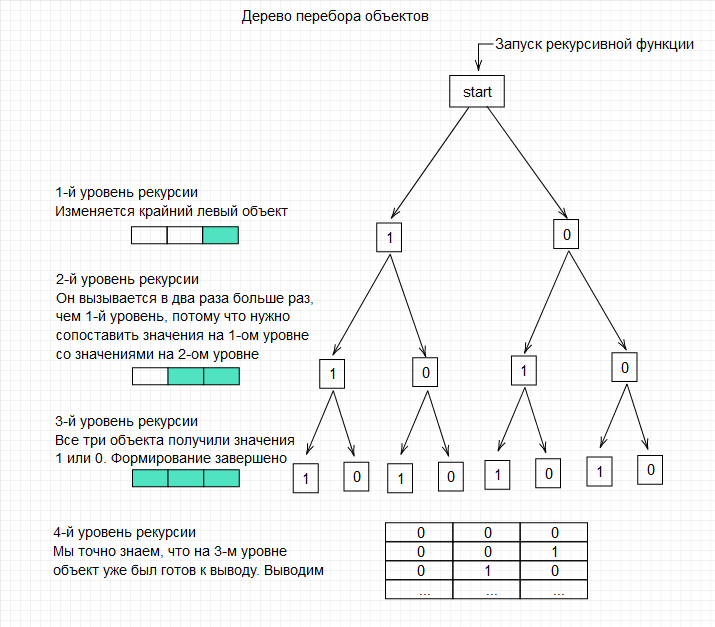 Дерево перебора объектов
Запуск рекурсивной функции
start
1-й уровень рекурсии
Изменяется крайний левый объект
1 0
2-й уровень рекурсии
Он вызывается в два раза больше раз,
чем 1-й уровень, потому что нужно
сопоставить значения на 1-ом уровне
со значениями на 2-ом уровне
1 0 1 0
3-й уровень рекурсии
Все три объекта получили значения
1 или 0. Формирование завершено
1 0 1 0 1 0 1 0
4-й уровень рекурсии
Мы точно знаем, что на 3-м уровне
объект уже был готов к выводу. Выводим
0 0 0
0 0 1
0 1 0
... ... ...